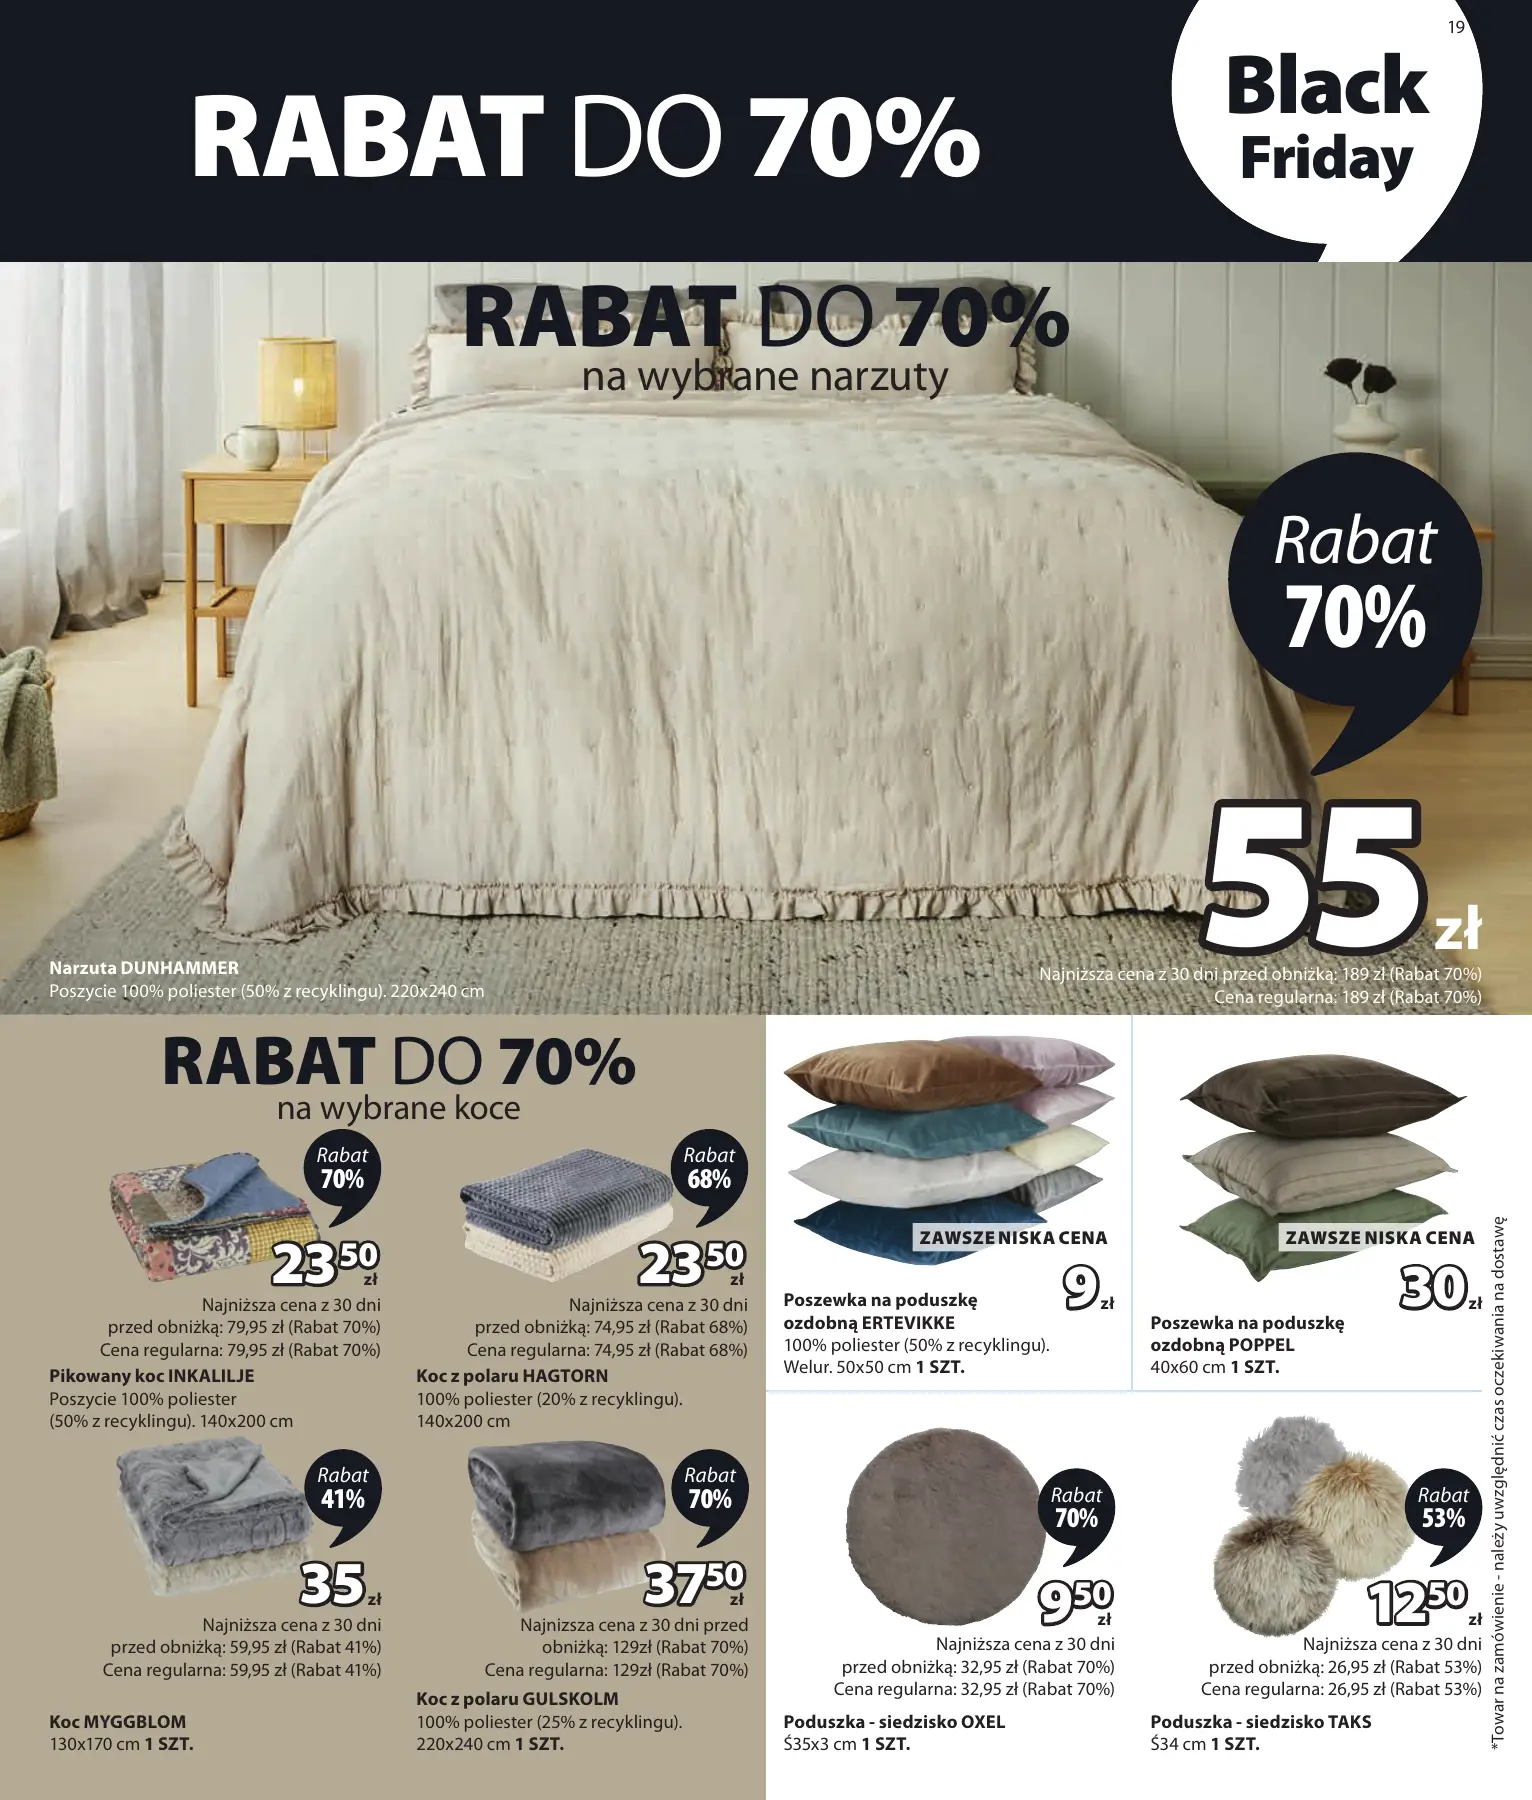 19
Black
Friday
RABAT DO 70%
RABAT DO 70%
na wybrane narzuty
Rabat
70%
55 zł
Narzuta DUNHAMMER
Poszycie 100% poliester (50% z recyklingu). 220x240 cm
Najniższa cena z 30 dni przed obniżką: 189 zł (Rabat 70%)
Cena regularna: 189 zł (Rabat 70%)
RABAT DO 70%
na wybrane koce
Rabat
70%
23 50 zł
Najniższa cena z 30 dni
przed obniżką: 79,95 zł (Rabat 70%)
Cena regularna: 79,95 zł (Rabat 70%)
Pikowany koc INKALILJE
Poszycie 100% poliester
(50% z recyklingu). 140x200 cm
Rabat
68%
23 50 zł
Najniższa cena z 30 dni
przed obniżką: 74,95 zł (Rabat 68%)
Cena regularna: 74,95 zł (Rabat 68%)
Koc z polaru HAGTORN
100% poliester (20% z recyklingu).
140x200 cm
Rabat
41%
35 zł
Najniższa cena z 30 dni
przed obniżką: 59,95 zł (Rabat 41%)
Cena regularna: 59,95 zł (Rabat 41%)
Koc MYGGBLOM
130x170 cm 1 SZT.
Rabat
70%
37 50 zł
Najnizsza cena z 30 dni przed
obniżką: 129zł (Rabat 70%)
Cena regularna: 129zł (Rabat 70%)
Koc z polaru GULSKOLM
100% poliester (25% z recyklingu).
220x240 cm 1 SZT.
ZAWSZE NISKA CENA
9 zł
Poszewka na poduszkę
ozdobną ERTEVIKKE
100% poliester (50% z recyklingu).
Welur. 50x50 cm 1 SZT.
ZAWSZE NISKA CENA
30 zł
Poszewka na poduszkę
ozdobną POPPEL
40x60 cm 1 SZT.
Rabat
70%
9 50 zł
Najniższa cena z 30 dni
przed obniżką: 32,95 zł (Rabat 70%)
Cena regularna: 32,95 zł (Rabat 70%)
Poduszka - siedzisko OXEL
Ś35x3 cm 1 SZT.
Rabat
53%
12 50 zł
Najniższa cena z 30 dni
przed obniżką: 26,95 zł (Rabat 53%)
Cena regularna: 26,95 zł (Rabat 53%)
Poduszka - siedzisko TAKS
Ś34 cm 1 SZT.
*Towar na zamówienie - należy uwzględnić czas oczekiwania na dostawę